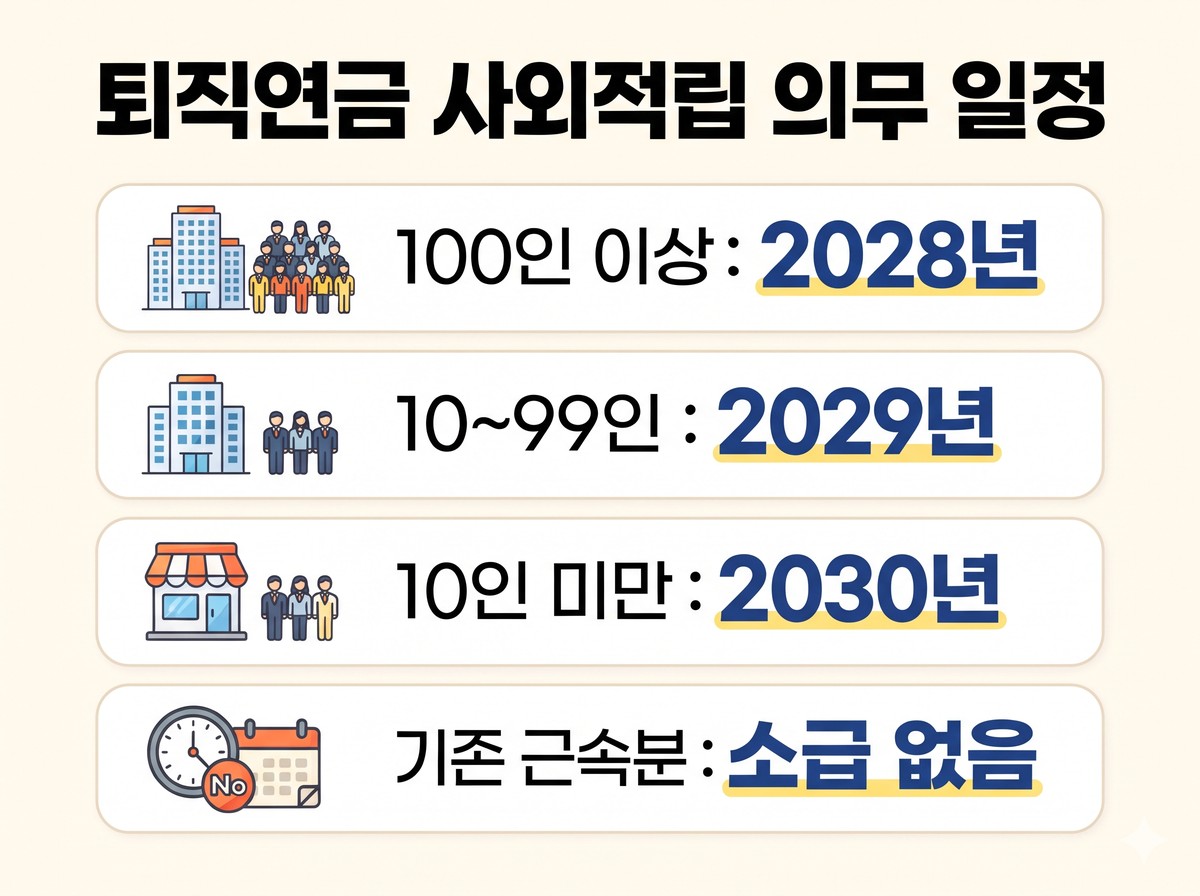 퇴직연금 사외적립 의무 일정
100인 이상 : 2028년
10~99인 : 2029년
10인 미만 : 2030년
No
기존 근속분 : 소급 없음